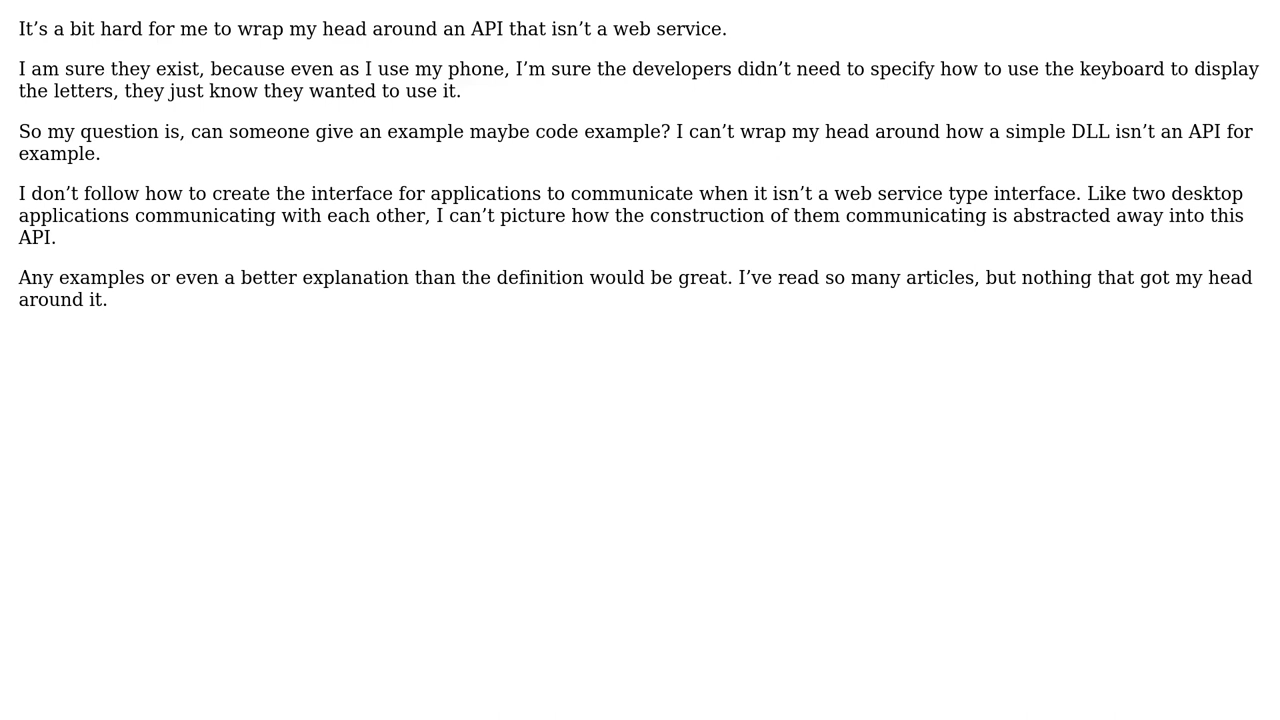 It’s a bit hard for me to wrap my head around an API that isn’t a web service.
I am sure they exist, because even as I use my phone, I’m sure the developers didn’t need to specify how to use the keyboard to display
the letters, they just know they wanted to use it.
So my question is, can someone give an example maybe code example? I can’t wrap my head around how a simple DLL isn’t an API for
example.
I don’t follow how to create the interface for applications to communicate when it isn’t a web service type interface. Like two desktop
applications communicating with each other, I can’t picture how the construction of them communicating is abstracted away into this
API.
Any examples or even a better explanation than the definition would be great. I’ve read so many articles, but nothing that got my head
around it.